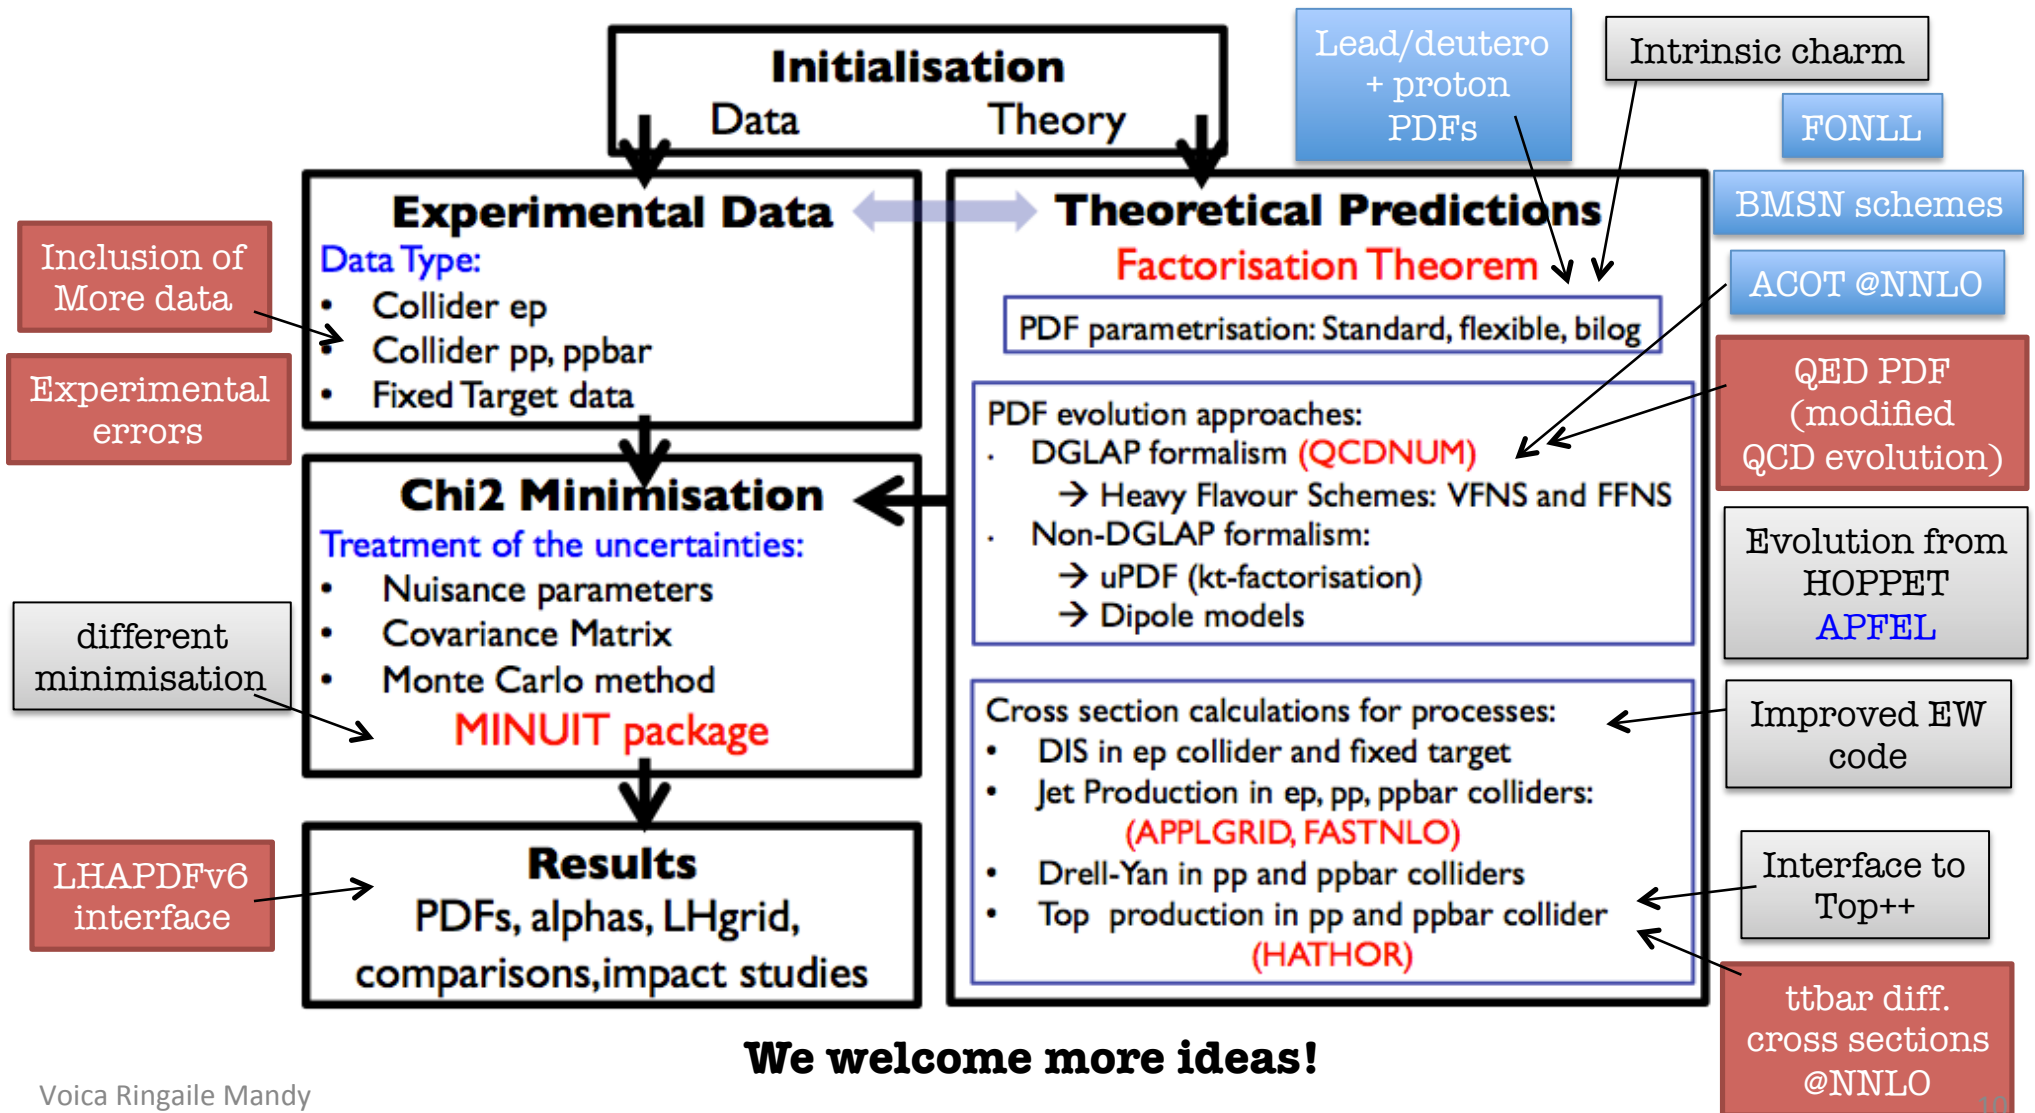 Initialisation
Data Theory
Lead/deutero
+ proton
PDFs
Intrinsic charm
FONLL
BMSN schemes
ACOT @NNLO
QED PDF
(modified
QCD evolution)
Evolution from
HOPPET
APFEL
Improved EW
code
Interface to
Top++
ttbar diff.
cross sections
@NNLO
Inclusion of
More data
Experimental
errors
different
minimisation
LHAPDFv6
interface
Experimental Data
Data Type:
• Collider ep
• Collider pp, ppbar
• Fixed Target data
Chi2 Minimisation
Treatment of the uncertainties:
• Nuisance parameters
• Covariance Matrix
• Monte Carlo method
MINUIT package
Results
PDFs, alphas, LHgrid,
comparisons,impact studies
Theoretical Predictions
Factorisation Theorem
PDF parametrisation: Standard, flexible, bilog
PDF evolution approaches:
· DGLAP formalism (QCDNUM)
→ Heavy Flavour Schemes: VFNS and FFNS
· Non-DGLAP formalism:
→ uPDF (kt-factorisation)
→ Dipole models
Cross section calculations for processes:
• DIS in ep collider and fixed target
• Jet Production in ep, pp, ppbar colliders:
(APPLGRID, FASTNLO)
• Drell-Yan in pp and ppbar colliders
• Top production in pp and ppbar collider
(HATHOR)
We welcome more ideas!
Voica Ringaile Mandy
10